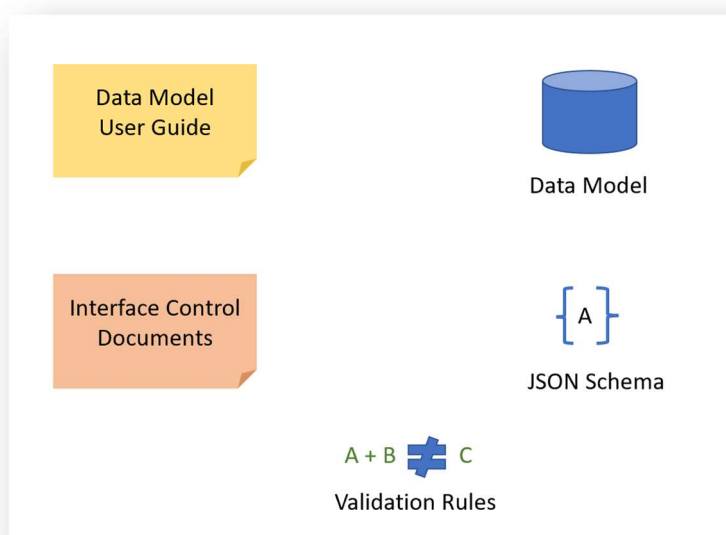 Data Model
User Guide
Data Model
Interface Control
Documents
{A}
JSON Schema
A + B ≠ C
Validation Rules